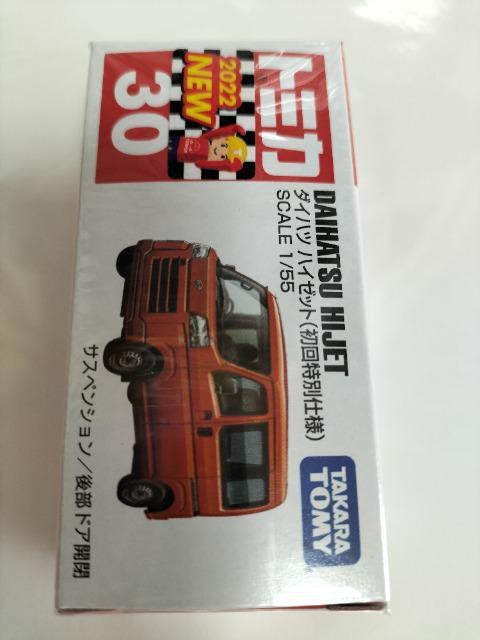 トミカ
2022
NEW
30
DAIHATSU HIJET
ダイハツ ハイゼット(初回特別仕様)
SCALE 1/55
サスペンション/後部ドア開閉
TAKARA
TOMY